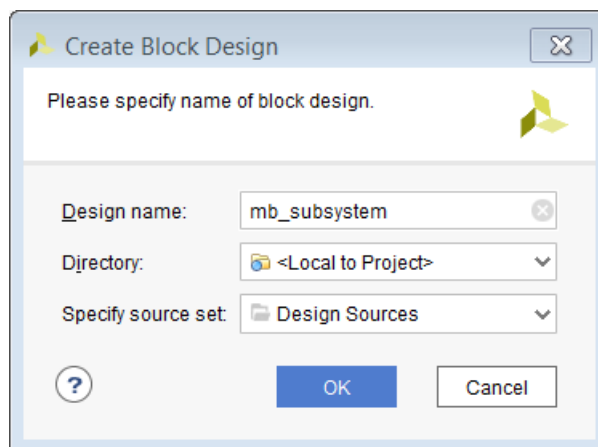 Create Block Design
Please specify name of block design.
Design name: mb_subsystem
Directory: <Local to Project>
Specify source set: Design Sources
? OK Cancel